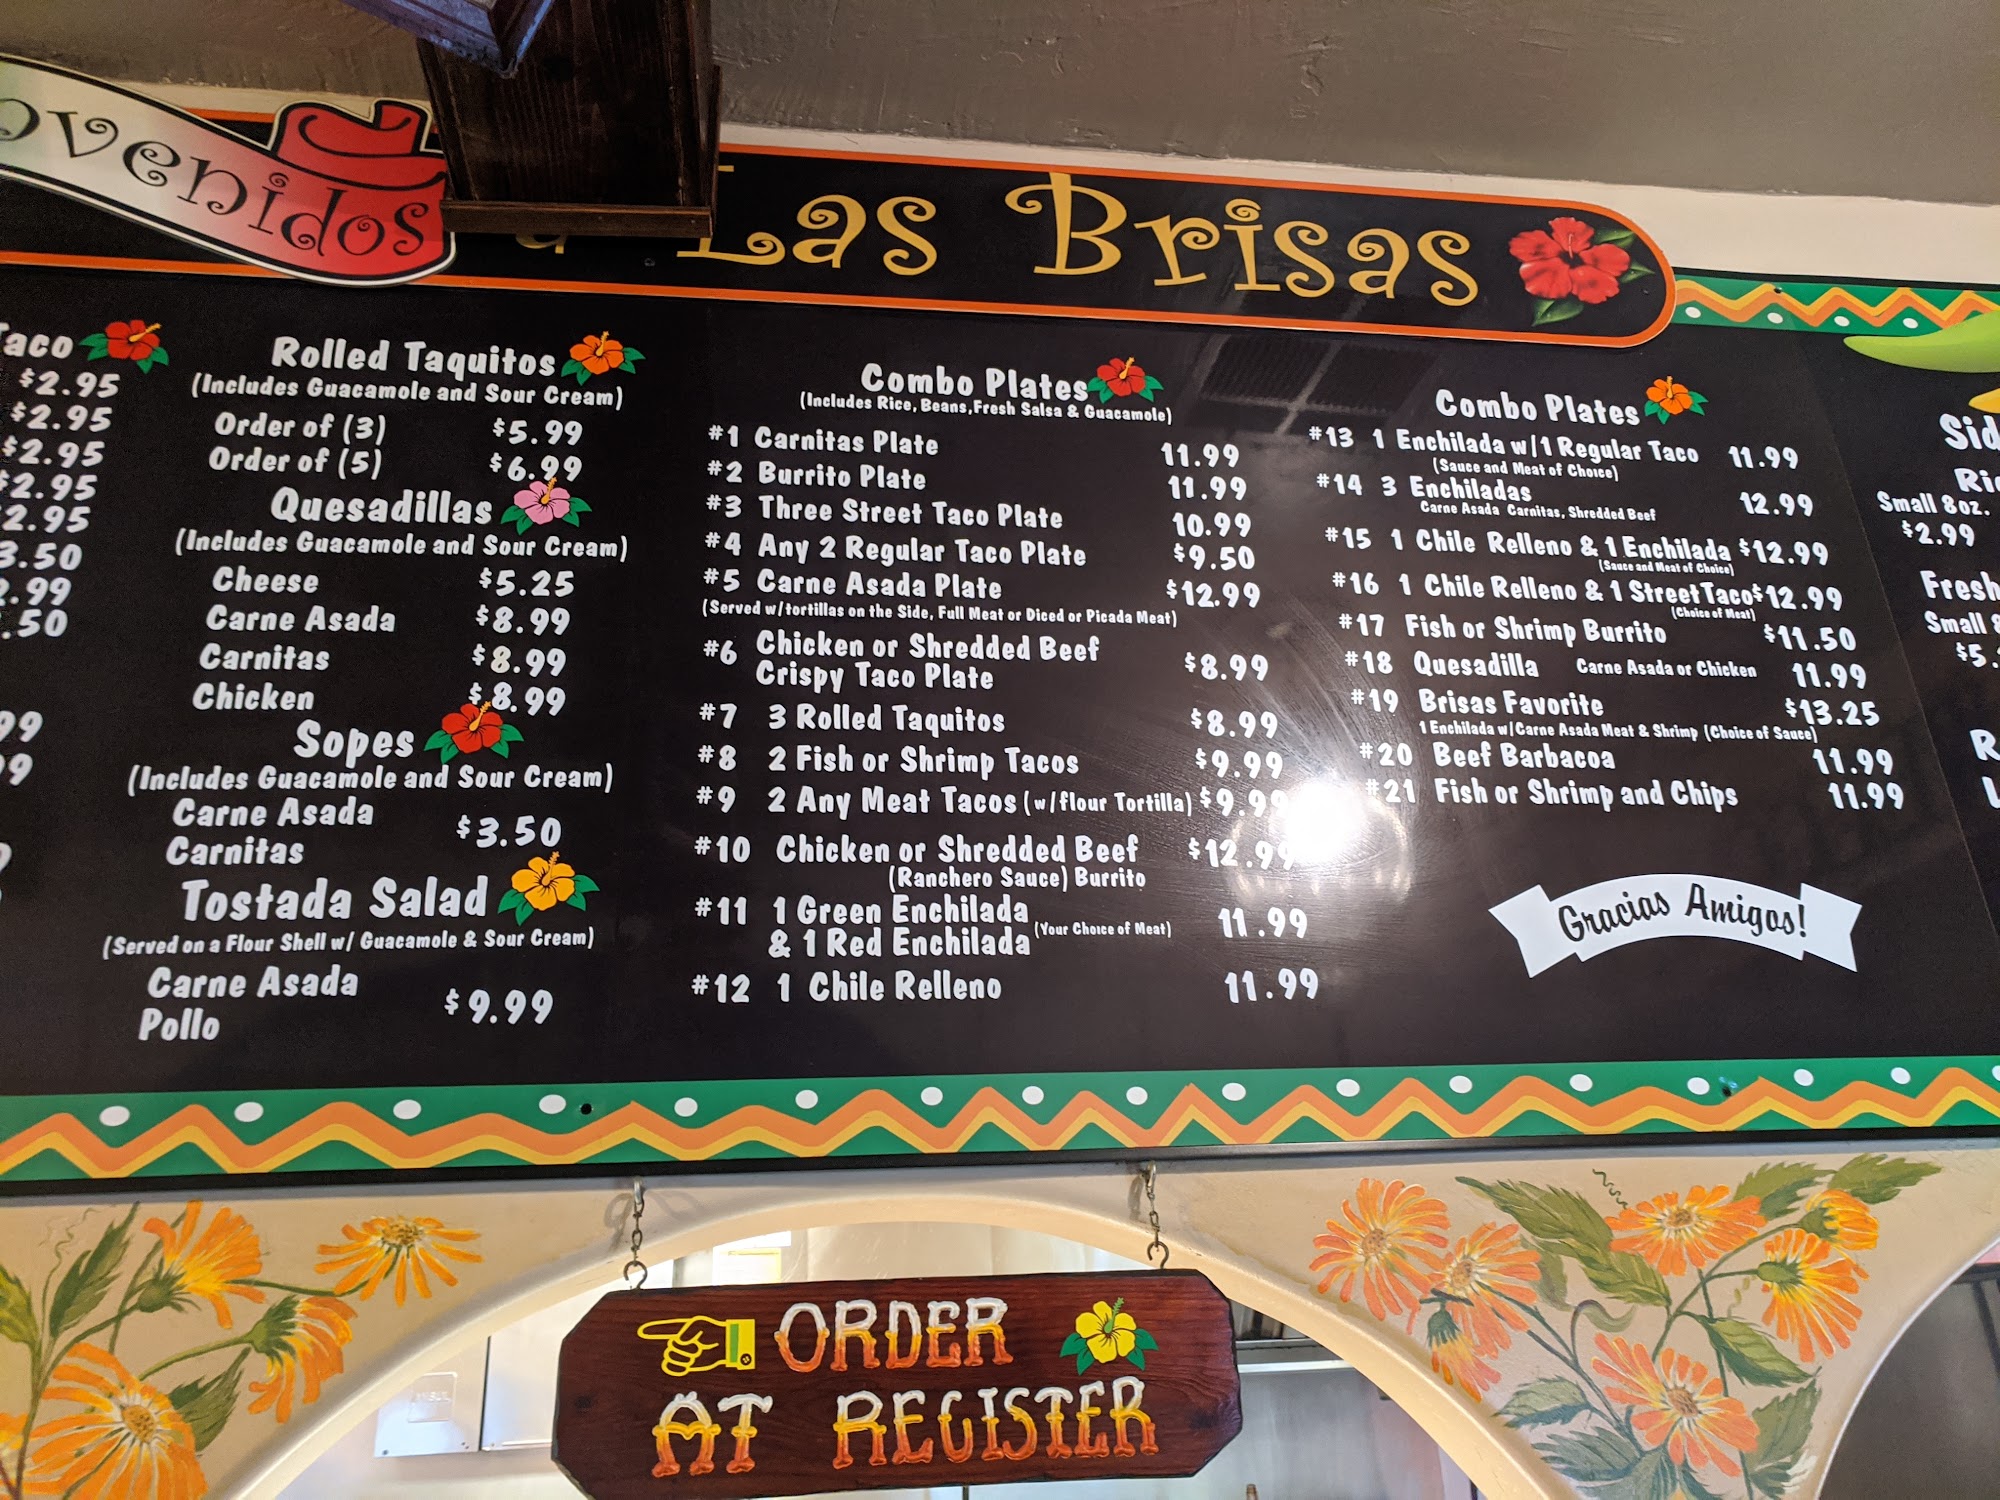 ovenidos
a Las Brisas
Taco
$2.95
$2.95
$2.95
$2.95
2.95
3.50
.99
.50
99
Rolled Taquitos
(Includes Guacamole and Sour Cream)
Order of (3) $5.99
Order of (5) $6.99
Quesadillas
(Includes Guacamole and Sour Cream)
Cheese $5.25
Carne Asada $8.99
Carnitas $8.99
Chicken $8.99
Sopes
(Includes Guacamole and Sour Cream)
Carne Asada
$3.50
Carnitas
Tostada Salad
(Served on a Flour Shell w/ Guacamole & Sour Cream)
Carne Asada
$9.99
Pollo
Combo Plates
(Includes Rice, Beans, Fresh Salsa & Guacamole)
#1 Carnitas Plate 11.99
#2 Burrito Plate 11.99
#3 Three Street Taco Plate 10.99
#4 Any 2 Regular Taco Plate $9.50
#5 Carne Asada Plate $12.99
(Served w/tortillas on the Side, Full Meat or Diced or Picada Meat)
#6 Chicken or Shredded Beef
Crispy Taco Plate $8.99
#7 3 Rolled Taquitos $8.99
#8 2 Fish or Shrimp Tacos $9.99
#9 2 Any Meat Tacos (w/flour Tortilla) $9.99
#10 Chicken or Shredded Beef $12.99
(Ranchero Sauce) Burrito
#11 1 Green Enchilada
(Your Choice of Meat) 11.99
& 1 Red Enchilada
#12 1 Chile Relleno 11.99
Combo Plates
#13 1 Enchilada w/1 Regular Taco 11.99
(Sauce and Meat of Choice)
#14 3 Enchiladas 12.99
Carne Asada Carnitas, Shredded Beef
#15 1 Chile Relleno & 1 Enchilada $12.99
(Sauce and Meat of Choice)
#16 1 Chile Relleno & 1 Street Taco $12.99
(Choice of Meat)
#17 Fish or Shrimp Burrito $11.50
#18 Quesadilla Carne Asada or Chicken 11.99
#19 Brisas Favorite $13.25
1 Enchilada w/Carne Asada Meat & Shrimp (Choice of Sauce)
#20 Beef Barbacoa 11.99
#21 Fish or Shrimp and Chips 11.99
Gracias Amigos!
Sid
Ric
Small 8oz.
$2.99
Fresh
Small 8
$5.
R
ORDER
AT REGISTER